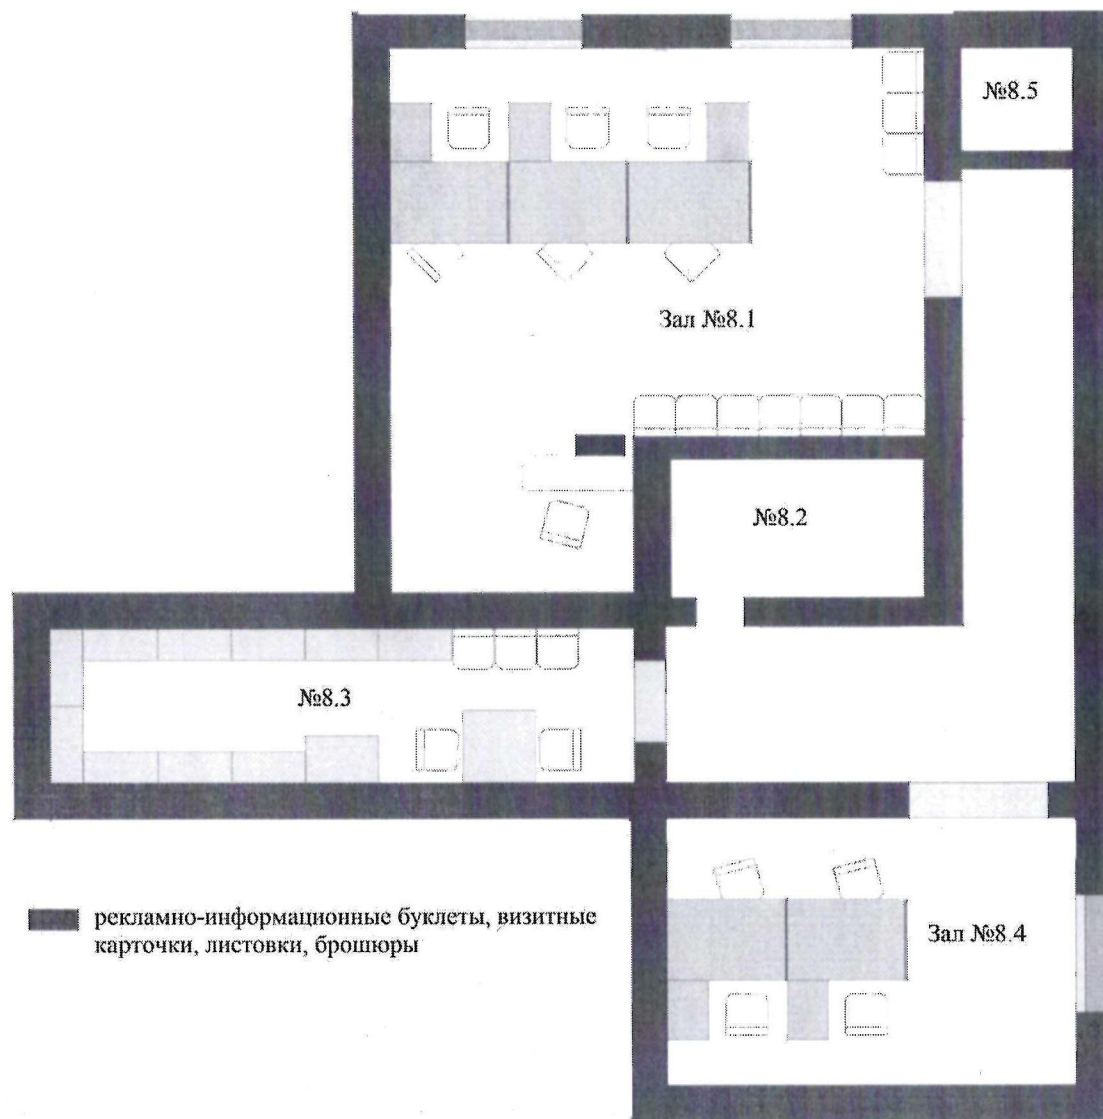 №8.5
Зал №8.1
№8.2
№8.3
рекламно-информационные буклеты, визитные
карточки, листовки, брошюры
Зал №8.4